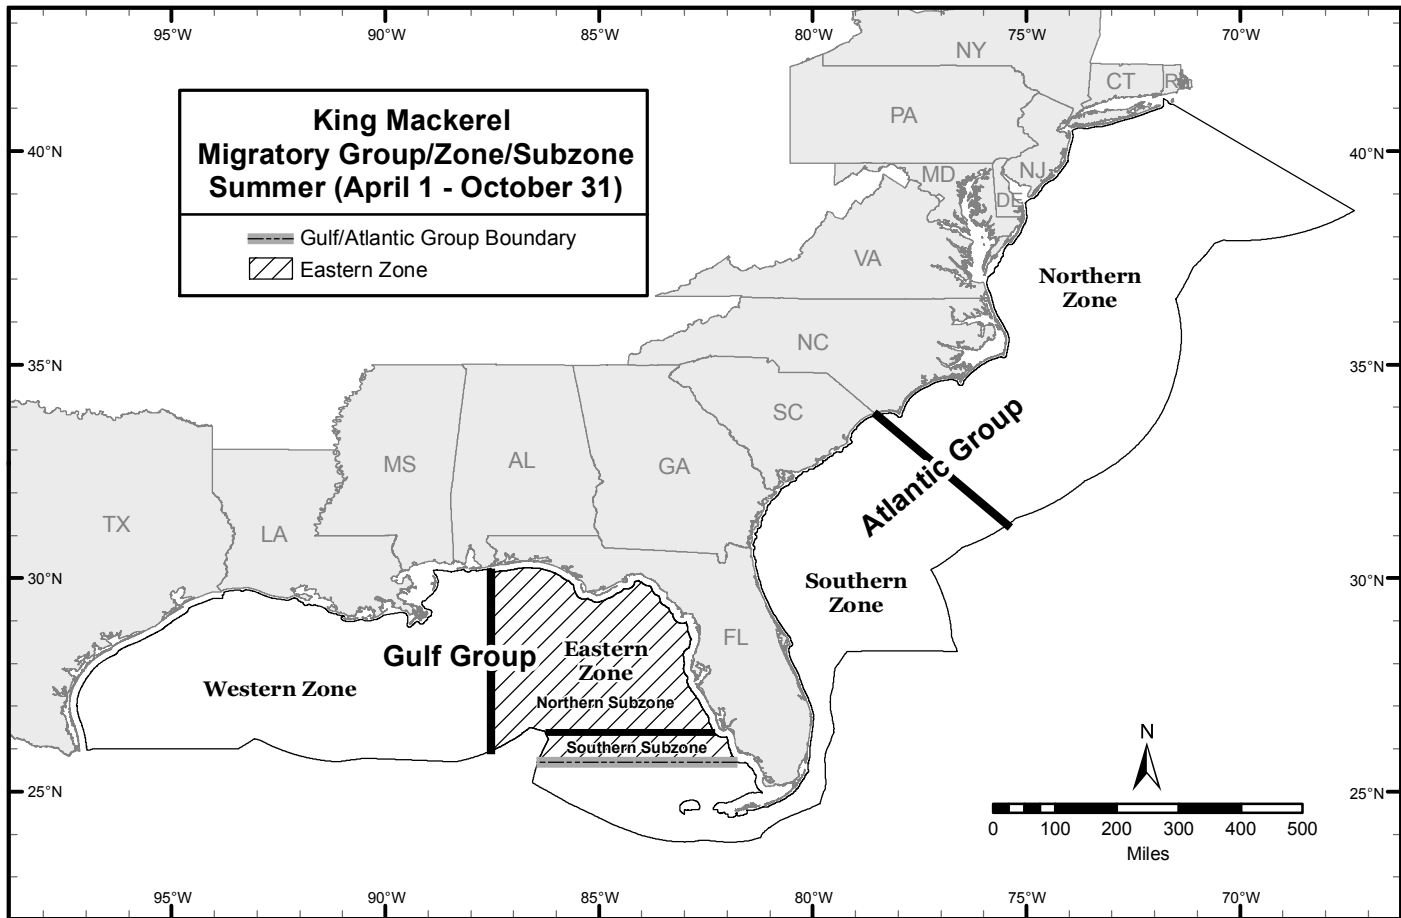 95°W 90°W 85°W 80°W 75°W 70°W
King Mackerel
Migratory Group/Zone/Subzone
Summer (April 1 - October 31)
Gulf/Atlantic Group Boundary
Eastern Zone
NY
CT
PA
40°N
40°N
MD
NJ
DE
VA
Northern
Zone
NC
35°N
35°N
SC
MS
AL
GA
Atlantic Group
TX
LA
30°N
30°N
Southern
Zone
FL
Gulf Group
Eastern
Zone
Western Zone
Northern Subzone
Southern Subzone
N
25°N
25°N
0 100 200 300 400 500
Miles
95°W 90°W 85°W 80°W 75°W 70°W